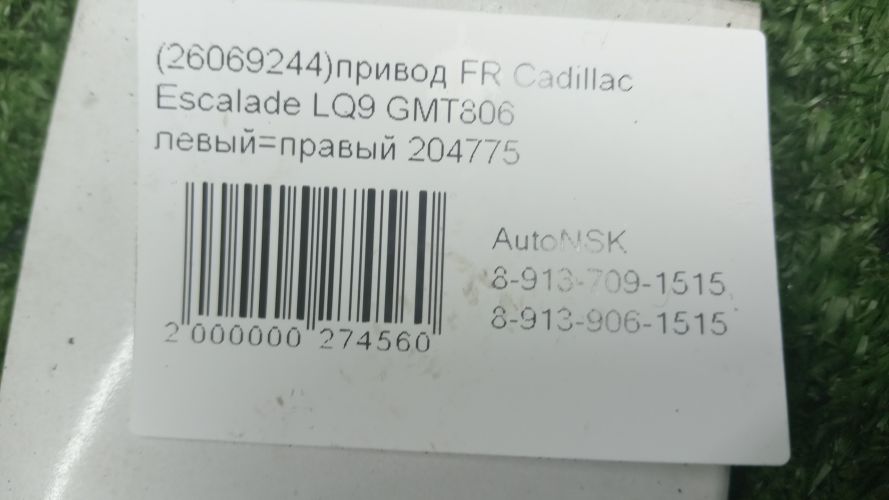 (26069244)привод FR Cadillac
Escalade LQ9 GMT806
левый=правый 204775
AutoNSK
8-913-709-1515,
8-913-906-1515
2 000000 274560